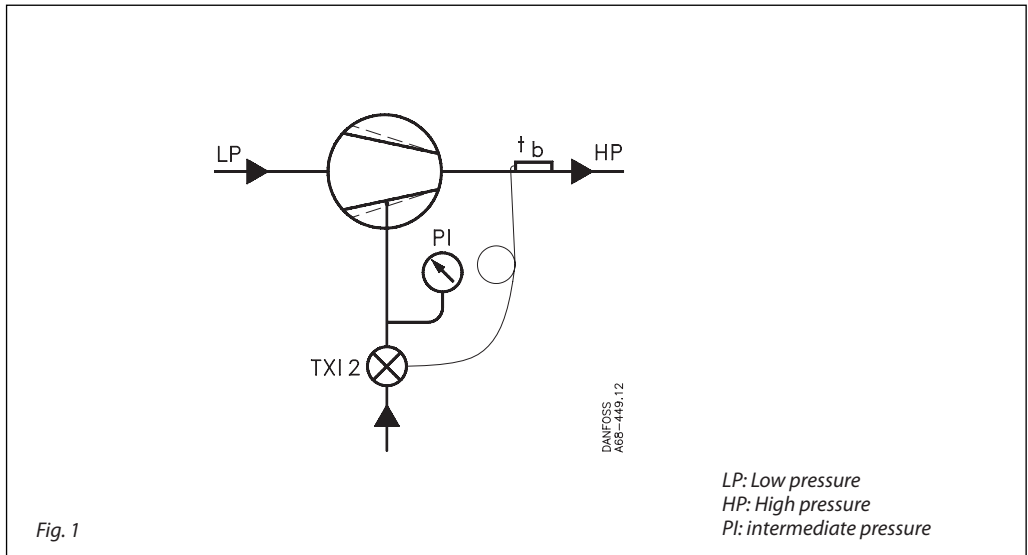 LP
t b
HP
PI
TXI 2
DANFOSS
A68-449.12
LP: Low pressure
HP: High pressure
PI: intermediate pressure
Fig. 1